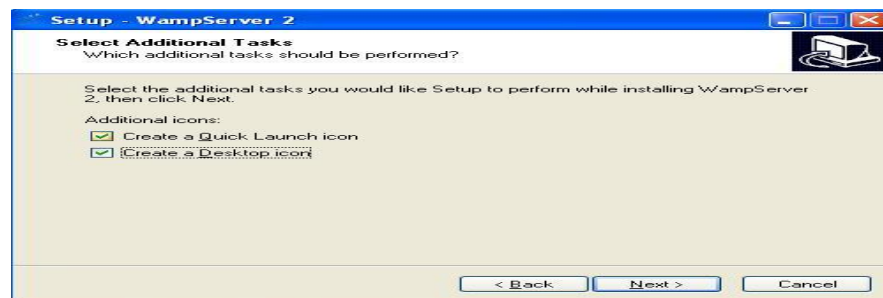 Setup - WampServer 2
Select Additional Tasks
Which additional tasks should be performed?
Select the additional tasks you would like Setup to perform while installing WampServer
2, then click Next.
Additional icons:
Create a Quick Launch icon
Create a Desktop icon
< Back Next > Cancel